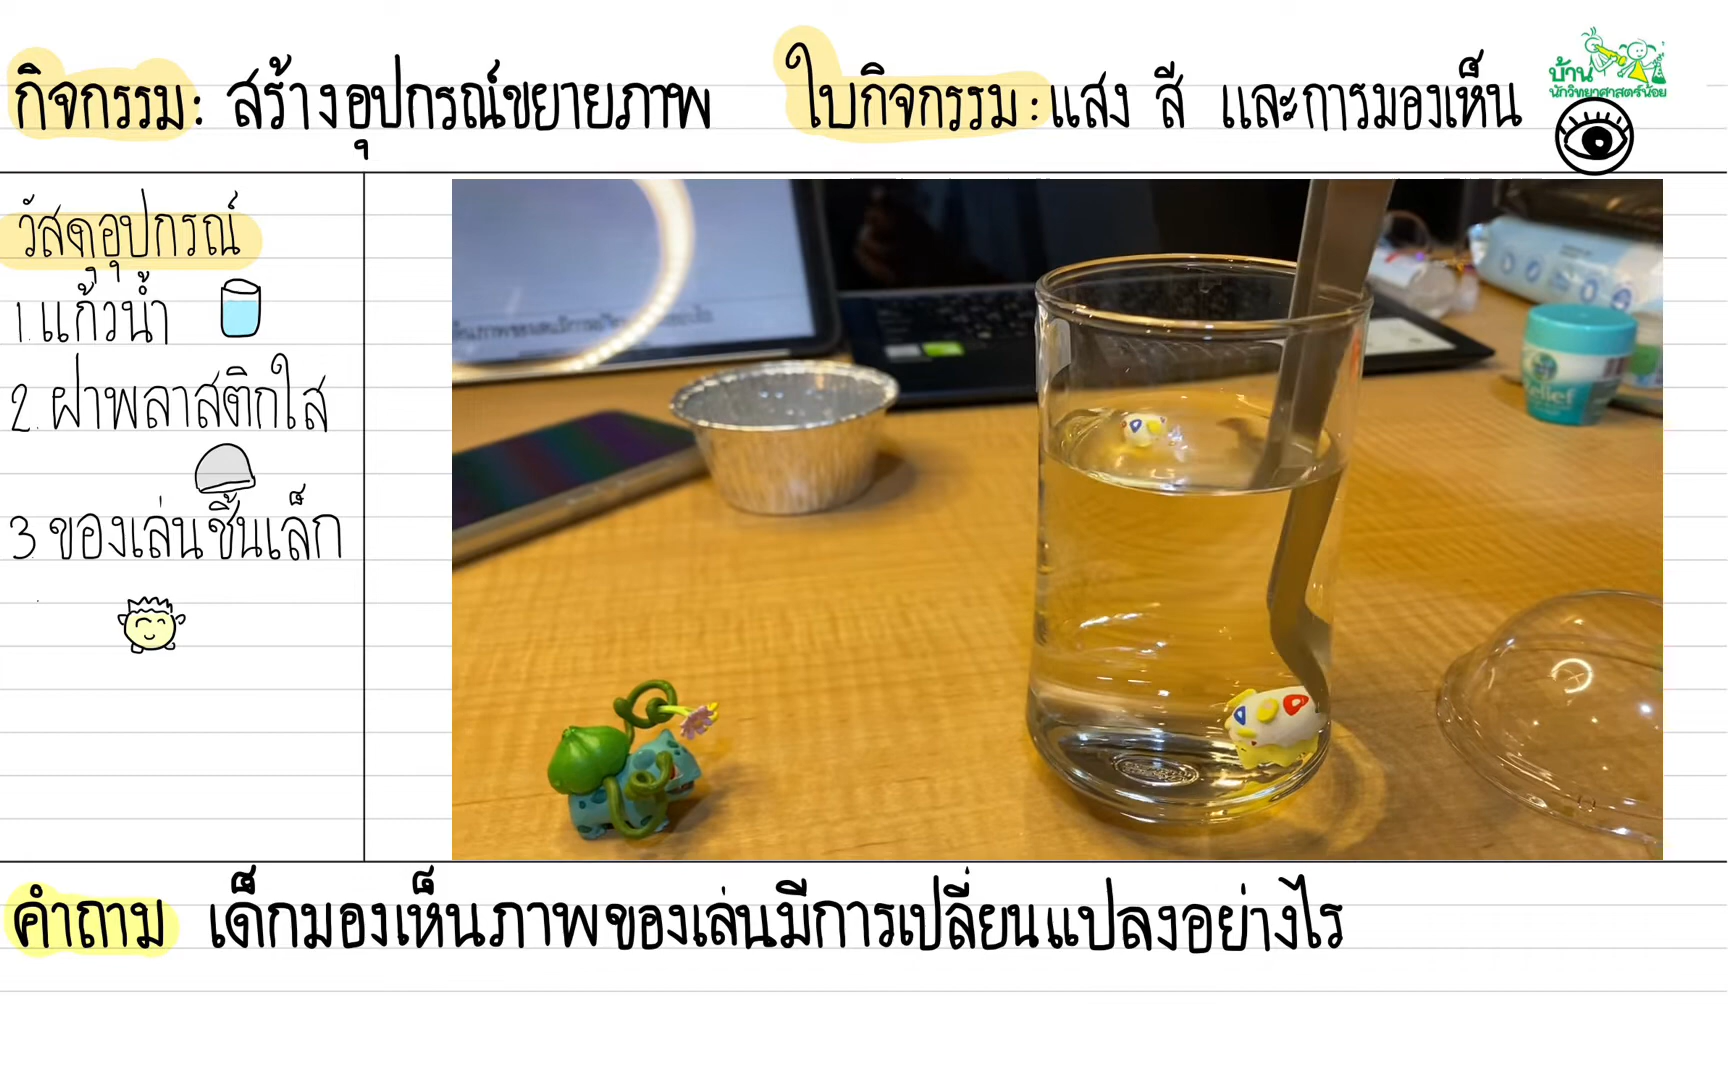 กิจกรรม: สร้างอุปกรณ์ขยายภาพ ใบกิจกรรม: แสง สี และการมองเห็น
บ้าน
นักวิทยาศาสตร์น้อย
วัสดุอุปกรณ์
1. แก้วน้ำ
2. ฝาพลาสติกใส
3. ของเล่นชิ้นเล็ก
Relief
คำถาม เด็กมองเห็นภาพของเล่นมีการเปลี่ยนแปลงอย่างไร